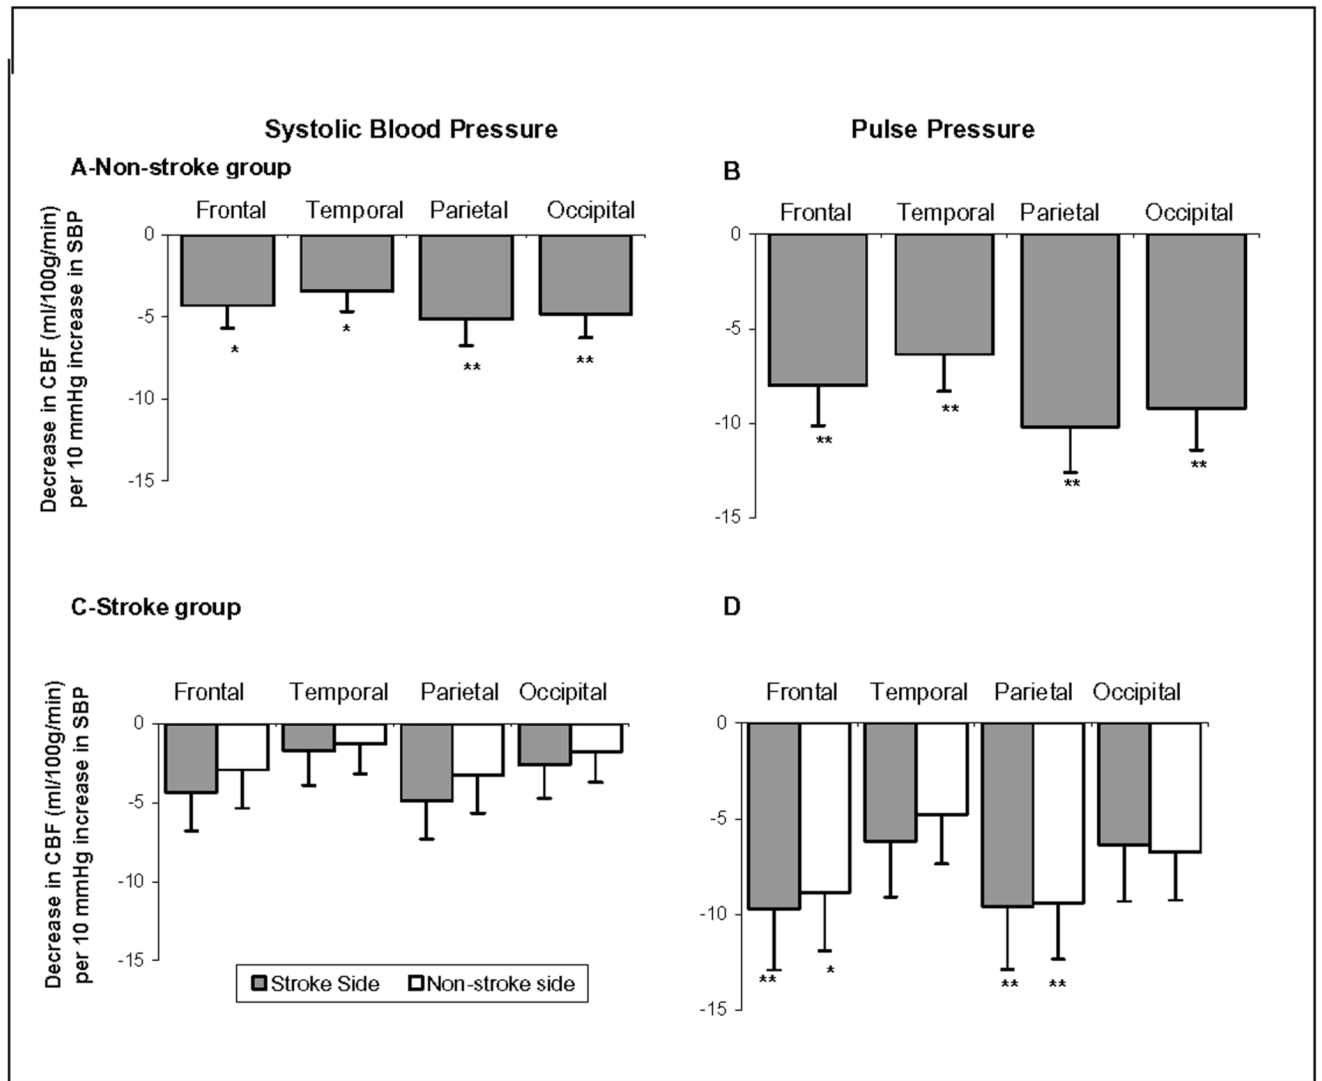 Systolic Blood Pressure
Pulse Pressure
A-Non-stroke group
B
Decrease in CBF (ml/100g/min)
per 10 mmHg increase in SBP
Frontal Temporal Parietal Occipital
0
-5
-10
-15
* * ** **
Frontal Temporal Parietal Occipital
0
-5
-10
-15
** ** ** **
C-Stroke group
D
Decrease in CBF (ml/100g/min)
per 10 mmHg increase in SBP
Frontal Temporal Parietal Occipital
0
-5
-10
-15
Stroke Side Non-stroke side
Frontal Temporal Parietal Occipital
0
-5
-10
-15
** * ** **